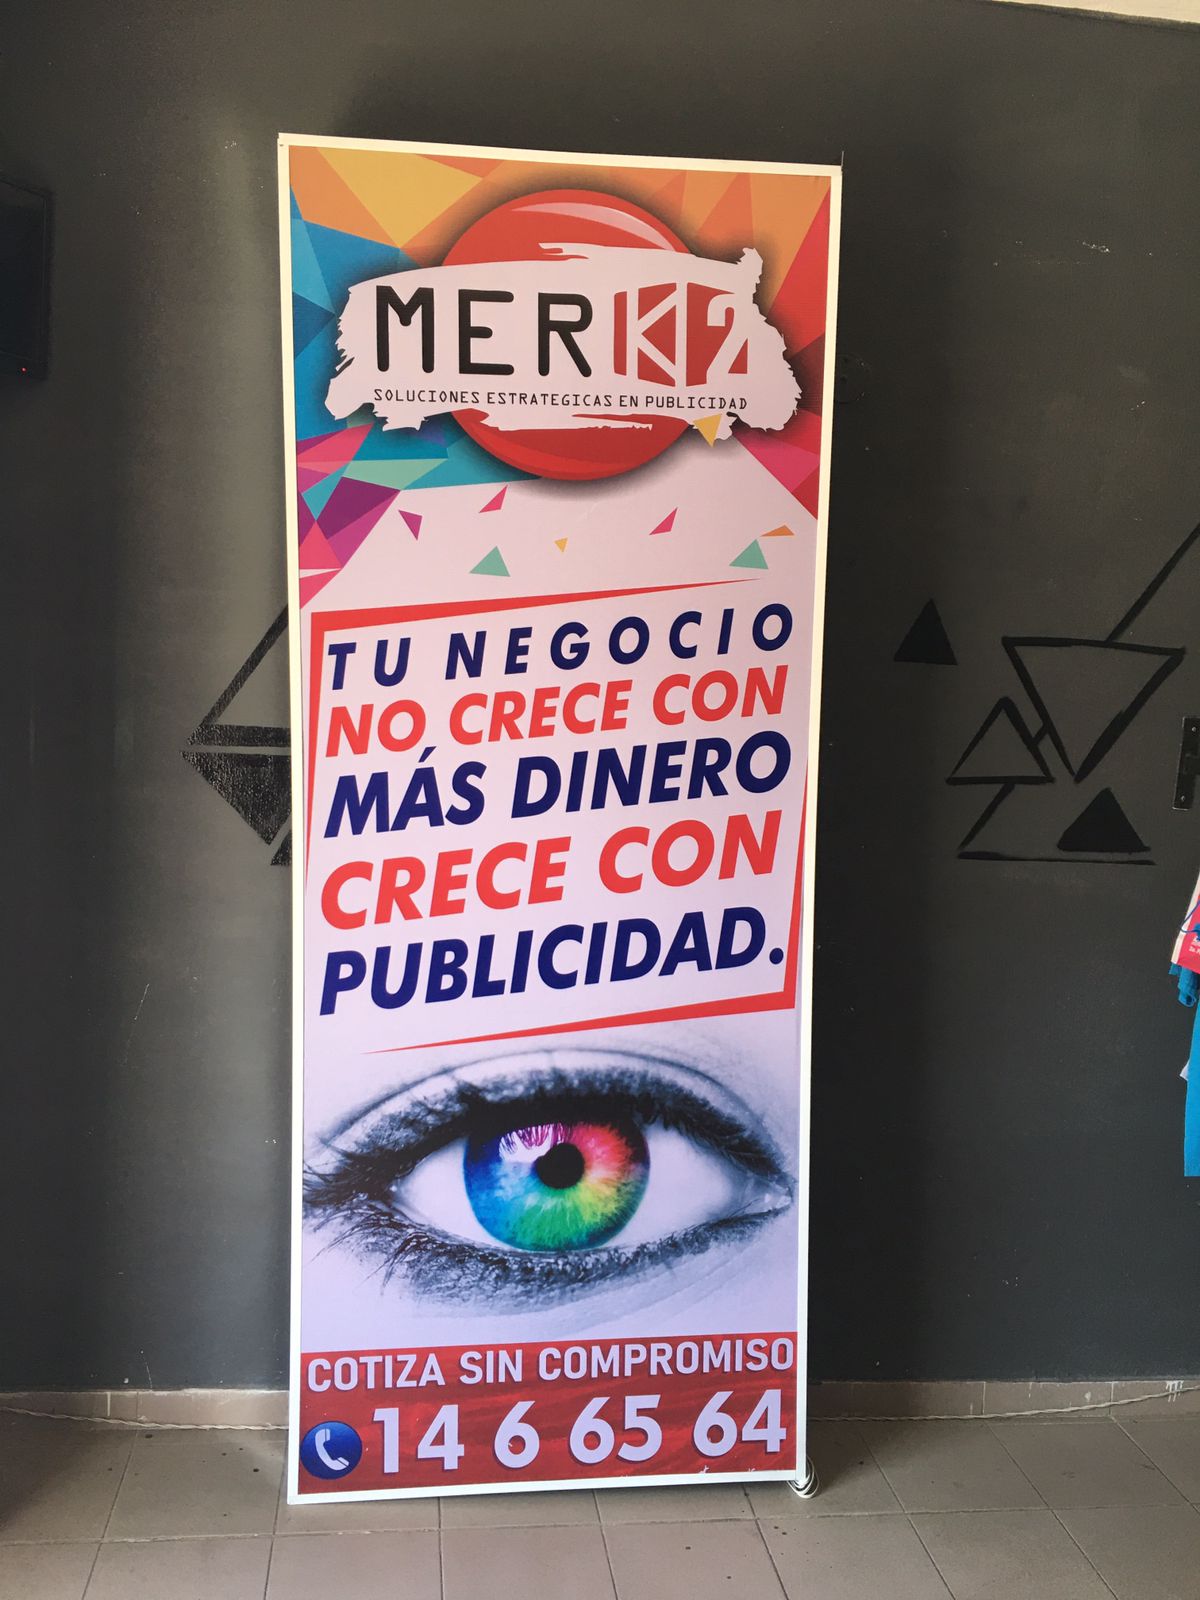 MERK2
SOLUCIONES ESTRATEGICAS EN PUBLICIDAD
TU NEGOCIO
NO CRECE CON
MÁS DINERO
CRECE CON
PUBLICIDAD.
COTIZA SIN COMPROMISO
14 6 65 64